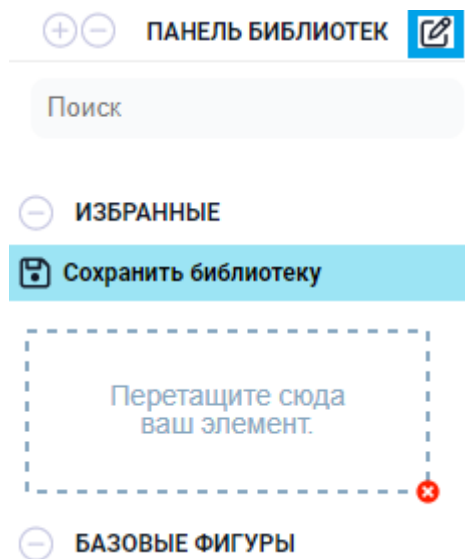 ПАНЕЛЬ БИБЛИОТЕК
Поиск
ИЗБРАННЫЕ
Сохранить библиотеку
Перетащите сюда
ваш элемент.
БАЗОВЫЕ ФИГУРЫ